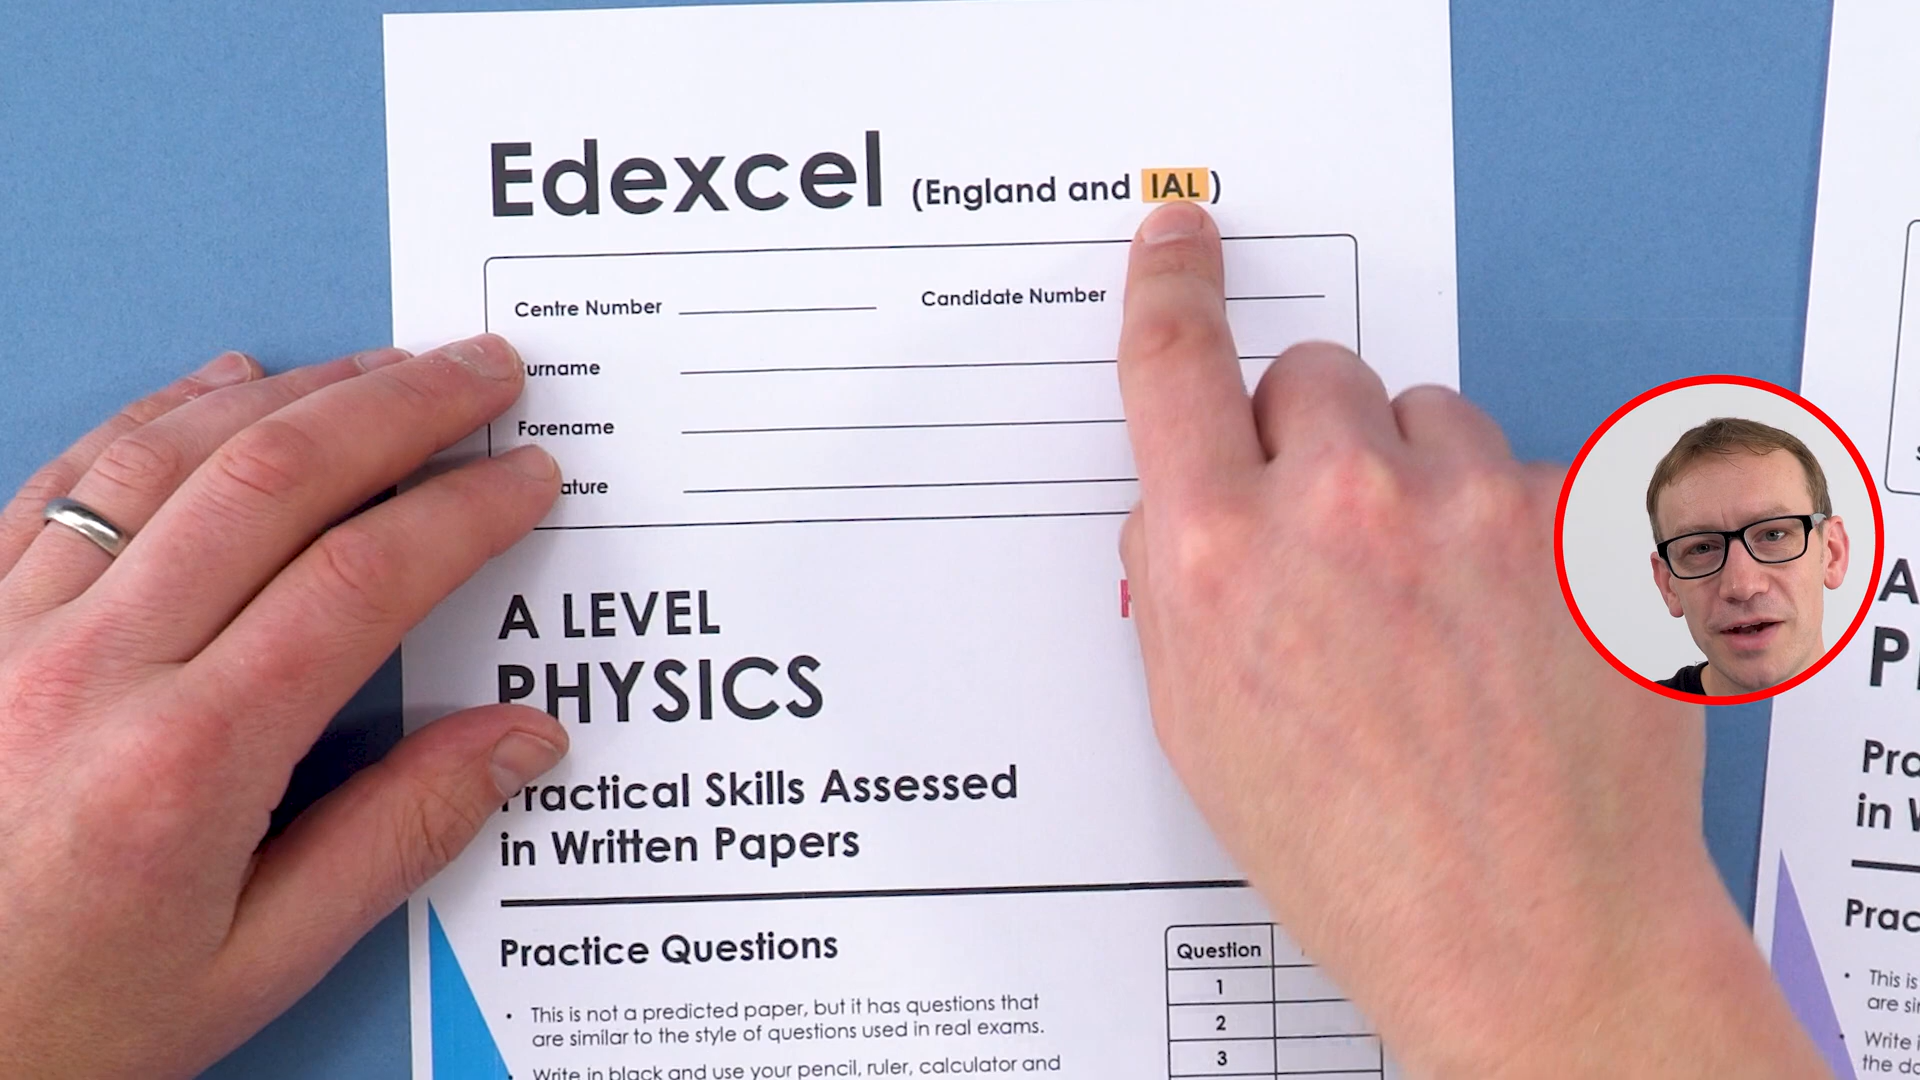 Edexcel (England and IAL)
Centre Number Candidate Number
urname
Forename
ature
A LEVEL
PHYSICS
Practical Skills Assessed
in Written Papers
Practice Questions
Question
1
2
3
• This is not a predicted paper, but it has questions that
are similar to the style of questions used in real exams.
• Write in black and use your pencil, ruler, calculator and
A
P
Pra
in W
Prac
• This is
are sim
• Write i
the do